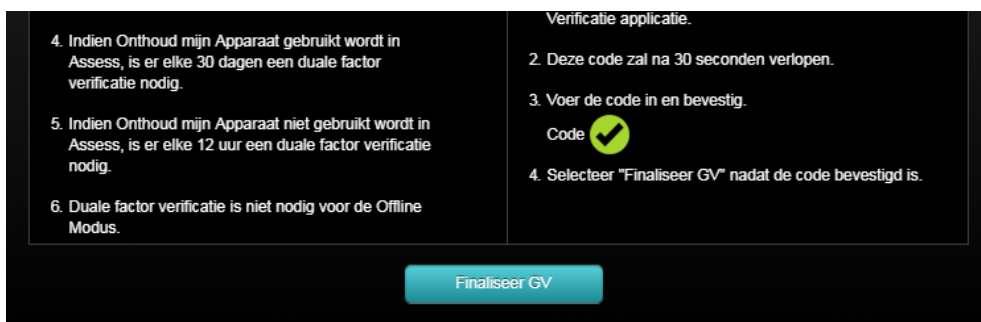 4. Indien Onthoud mijn Apparaat gebruikt wordt in
Assess, is er elke 30 dagen een duale factor
verificatie nodig.
5. Indien Onthoud mijn Apparaat niet gebruikt wordt in
Assess, is er elke 12 uur een duale factor verificatie
nodig.
6. Duale factor verificatie is niet nodig voor de Offline
Modus.
Verificatie applicatie.
2. Deze code zal na 30 seconden verlopen.
3. Voer de code in en bevestig.
Code
4. Selecteer "Finaliseer GV" nadat de code bevestigd is.
Finaliseer GV